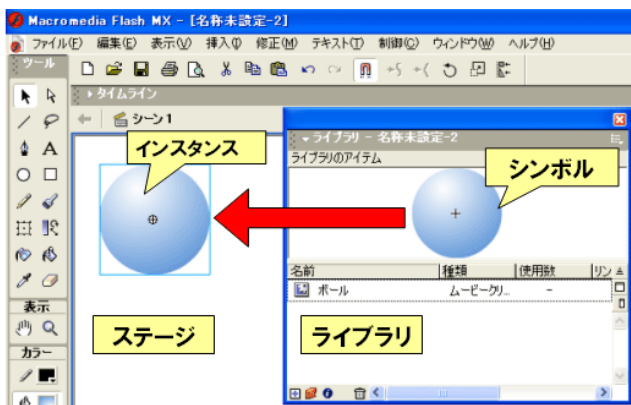 Macromedia Flash MX - [名称未設定-2]
ファイル(F) 編集(E) 表示(V) 挿入(I) 修正(M) テキスト(T) 制御(C) ウィンドウ(W) ヘルプ(H)
ツール
タイムライン
シーン1
ライブラリ - 名称未設定-2
ライブラリのアイテム
インスタンス
シンボル
名前 種類 使用数 リン
ボール ムービークリ... -
表示
ステージ
ライブラリ
カラー